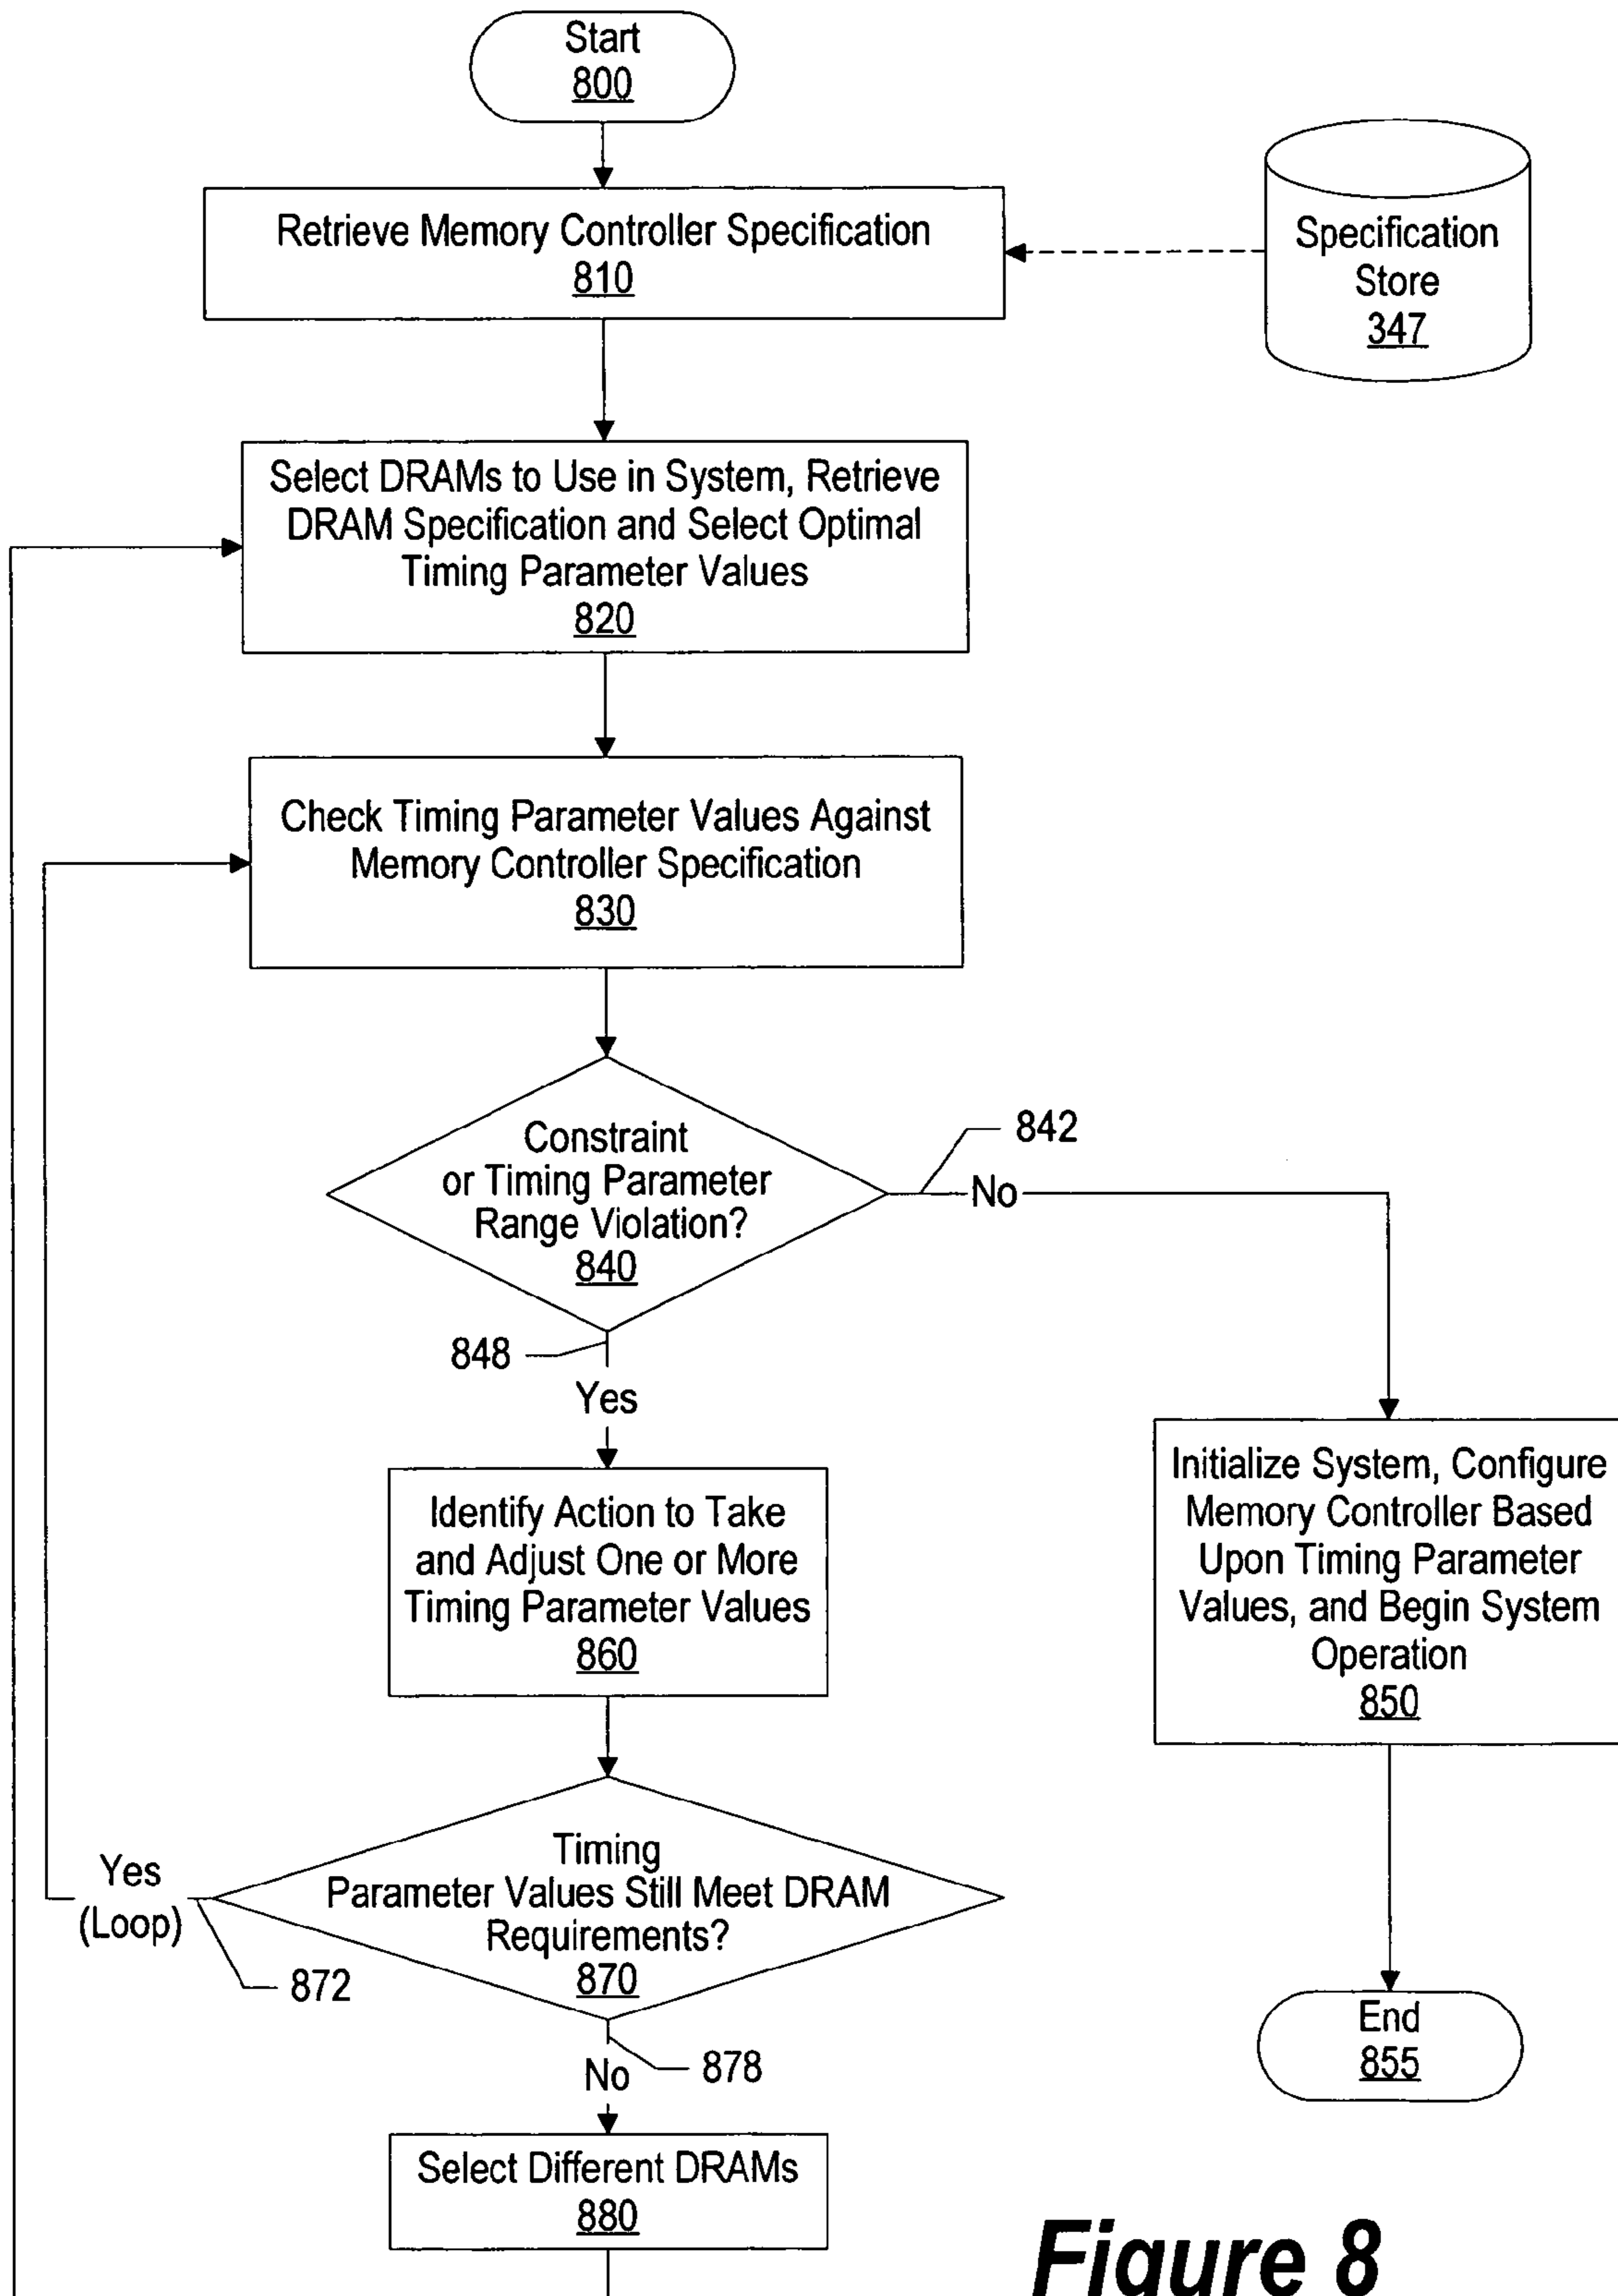 Start
800
Retrieve Memory Controller Specification
810
Specification
Store
347
Select DRAMs to Use in System, Retrieve
DRAM Specification and Select Optimal
Timing Parameter Values
820
Check Timing Parameter Values Against
Memory Controller Specification
830
Constraint
or Timing Parameter
Range Violation?
840
842
No
848
Yes
Identify Action to Take
and Adjust One or More
Timing Parameter Values
860
Initialize System, Configure
Memory Controller Based
Upon Timing Parameter
Values, and Begin System
Operation
850
Timing
Parameter Values Still Meet DRAM
Requirements?
870
Yes
(Loop)
872
No
878
End
855
Select Different DRAMs
880
Figure 8